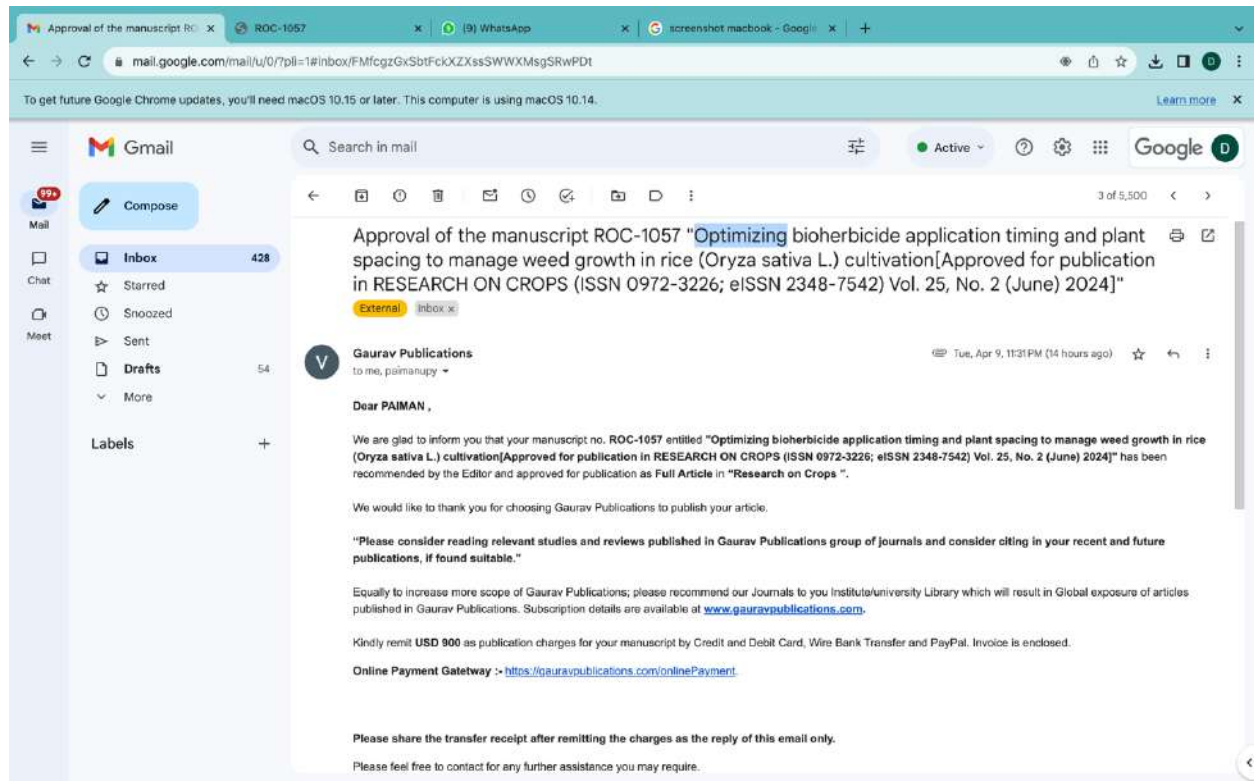 Approval of the manuscript RO
ROC-1057
(9) WhatsApp
screenshot macbook - Google
mail.google.com/mail/u/0/?pli=1#inbox/FMfcgzGxSbtFckXZXssSWWXMsgSRwPDt
To get future Google Chrome updates, you'll need macOS 10.15 or later. This computer is using macOS 10.14.
Learn more
Gmail
Search in mail
Active
Google
D
99+
Mail
Chat
Meet
Compose
Inbox 428
Starred
Snoozed
Sent
Drafts 54
More
Labels
3 of 5,500
Approval of the manuscript ROC-1057 "Optimizing bioherbicide application timing and plant
spacing to manage weed growth in rice (Oryza sativa L.) cultivation[Approved for publication
in RESEARCH ON CROPS (ISSN 0972-3226; eISSN 2348-7542) Vol. 25, No. 2 (June) 2024]"
External Inbox x
V
Gaurav Publications
Tue, Apr 9, 11:31 PM (14 hours ago)
to me, paimanupy
Dear PAIMAN ,
We are glad to inform you that your manuscript no. ROC-1057 entitled "Optimizing bioherbicide application timing and plant spacing to manage weed growth in rice
(Oryza sativa L.) cultivation[Approved for publication in RESEARCH ON CROPS (ISSN 0972-3226; eISSN 2348-7542) Vol. 25, No. 2 (June) 2024]" has been
recommended by the Editor and approved for publication as Full Article in "Research on Crops ".
We would like to thank you for choosing Gaurav Publications to publish your article.
"Please consider reading relevant studies and reviews published in Gaurav Publications group of journals and consider citing in your recent and future
publications, if found suitable."
Equally to increase more scope of Gaurav Publications; please recommend our Journals to you Institute/university Library which will result in Global exposure of articles
published in Gaurav Publications. Subscription details are available at www.gauravpublications.com.
Kindly remit USD 900 as publication charges for your manuscript by Credit and Debit Card, Wire Bank Transfer and PayPal. Invoice is enclosed.
Online Payment Gatetway :- https://gauravpublications.com/onlinePayment.
Please share the transfer receipt after remitting the charges as the reply of this email only.
Please feel free to contact for any further assistance you may require.